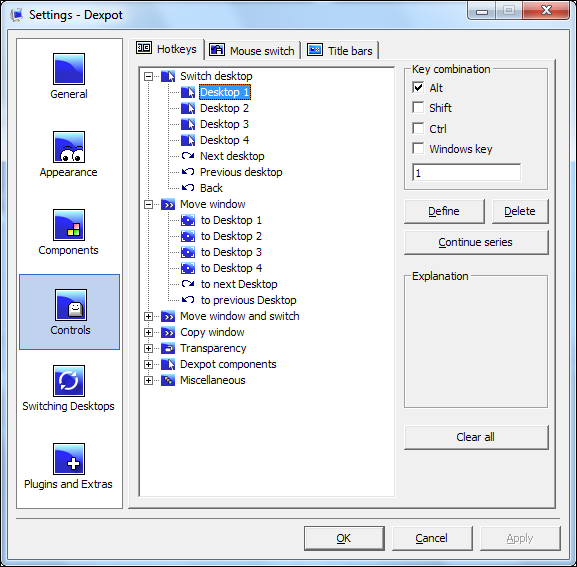 Settings - Dexpot
General
Appearance
Components
Controls
Switching Desktops
Plugins and Extras
Hotkeys
Mouse switch
Title bars
Switch desktop
Desktop 1
Desktop 2
Desktop 3
Desktop 4
Next desktop
Previous desktop
Back
Move window
to Desktop 1
to Desktop 2
to Desktop 3
to Desktop 4
to next Desktop
to previous Desktop
Move window and switch
Copy window
Transparency
Dexpot components
Miscellaneous
Key combination
Alt
Shift
Ctrl
Windows key
1
Define
Delete
Continue series
Explanation
Clear all
OK
Cancel
Apply